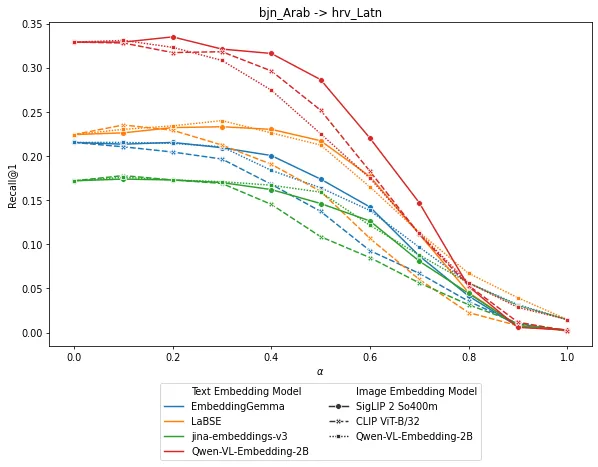 bjn_Arab -> hrv_Latn
Recall@1
0.35
0.30
0.25
0.20
0.15
0.10
0.05
0.00
0.0 0.2 0.4 0.6 0.8 1.0
α
Text Embedding Model
EmbeddingGemma
LaBSE
jina-embeddings-v3
Qwen-VL-Embedding-2B
Image Embedding Model
SigLIP 2 So400m
CLIP ViT-B/32
Qwen-VL-Embedding-2B